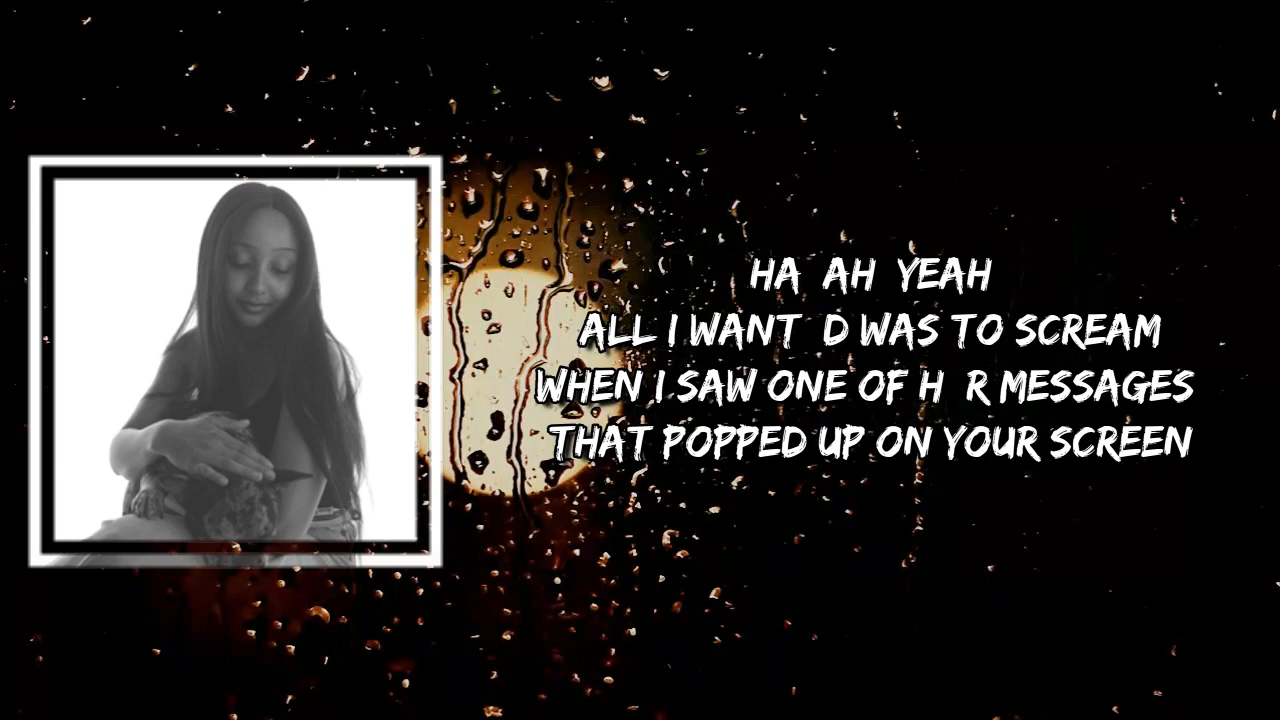 HA AH YEAH
ALL I WANT D WAS TO SCREAM
WHEN I SAW ONE OF H R MESSAGES
THAT POPPED UP ON YOUR SCREEN